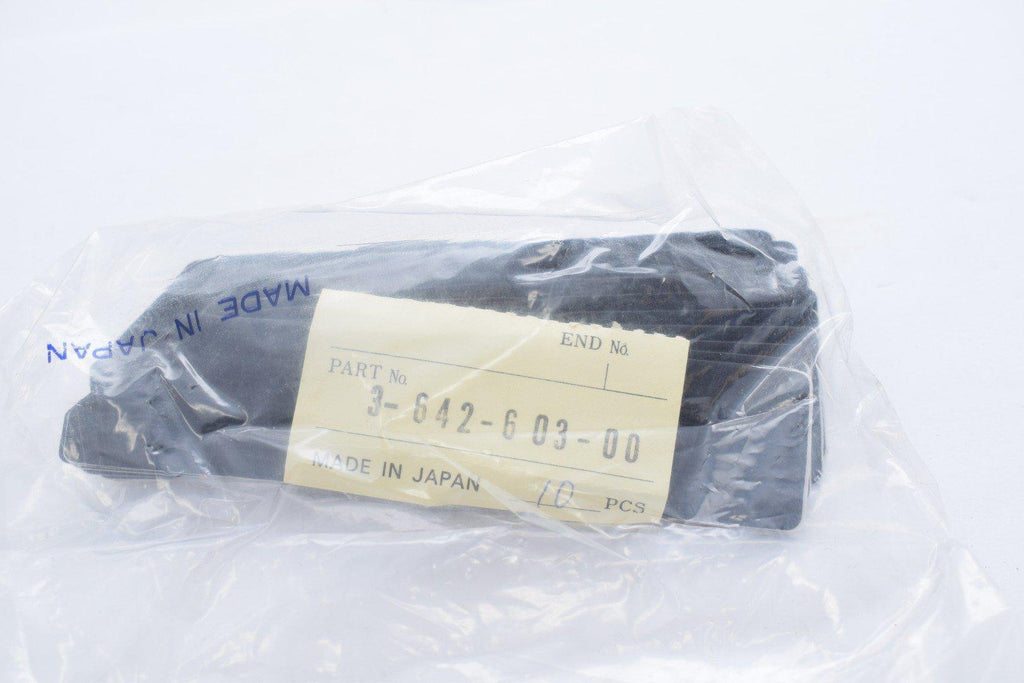 MADE IN JAPAN
END No.
PART No.
3-642-603-00
MADE IN JAPAN 10 PCS